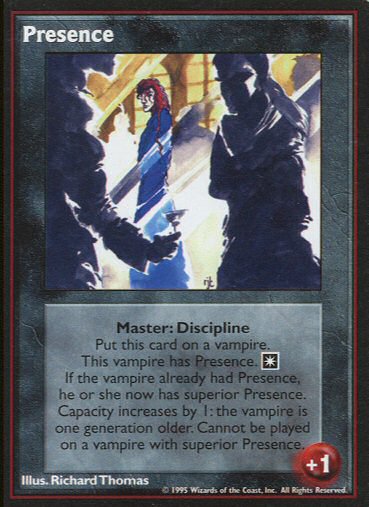 Presence
Master: Discipline
Put this card on a vampire.
This vampire has Presence.
If the vampire already had Presence,
he or she now has superior Presence.
Capacity increases by 1: the vampire is
one generation older. Cannot be played
on a vampire with superior Presence.
+1
Illus. Richard Thomas
© 1995 Wizards of the Coast, Inc. All Rights Reserved.